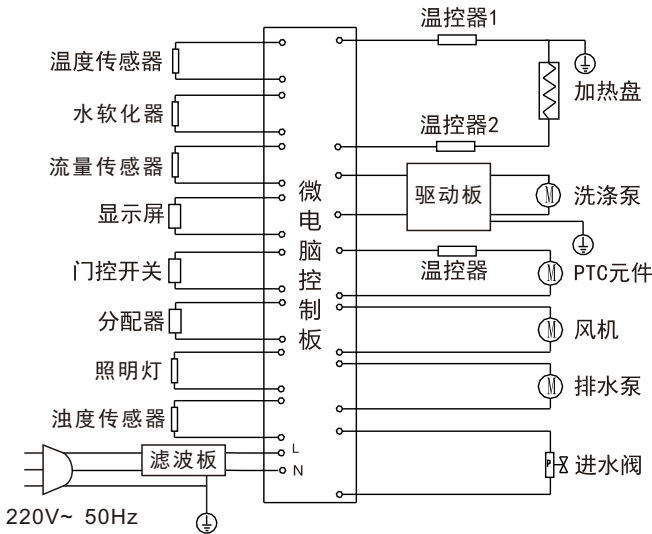 温控器1
温度传感器
加热盘
水软化器
温控器2
流量传感器
微电脑控制板
驱动板
M
洗涤泵
显示屏
门控开关
温控器
M
PTC元件
分配器
M
风机
照明灯
M
排水泵
浊度传感器
L
滤波板
N
P
进水阀
220V~ 50Hz